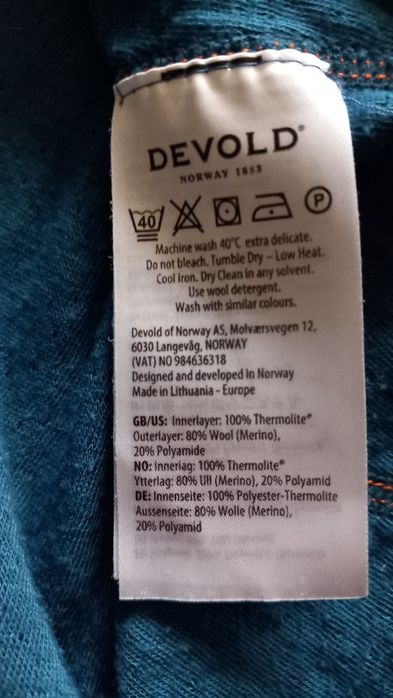 DEVOLD®
NORWAY 1853
40 P
Machine wash 40°C extra delicate.
Do not bleach. Tumble Dry – Low Heat.
Cool Iron. Dry Clean in any solvent.
Use wool detergent.
Wash with similar colours.
Devold of Norway AS, Molværsvegen 12,
6030 Langevåg, NORWAY
(VAT) NO 984636318
Designed and developed in Norway
Made in Lithuania - Europe
GB/US: Innerlayer: 100% Thermolite®
Outerlayer: 80% Wool (Merino),
20% Polyamide
NO: Innerlag: 100% Thermolite®
Ytterlag: 80% Ull (Merino), 20% Polyamid
DE: Innenseite: 100% Polyester-Thermolite
Aussenseite: 80% Wolle (Merino),
20% Polyamid